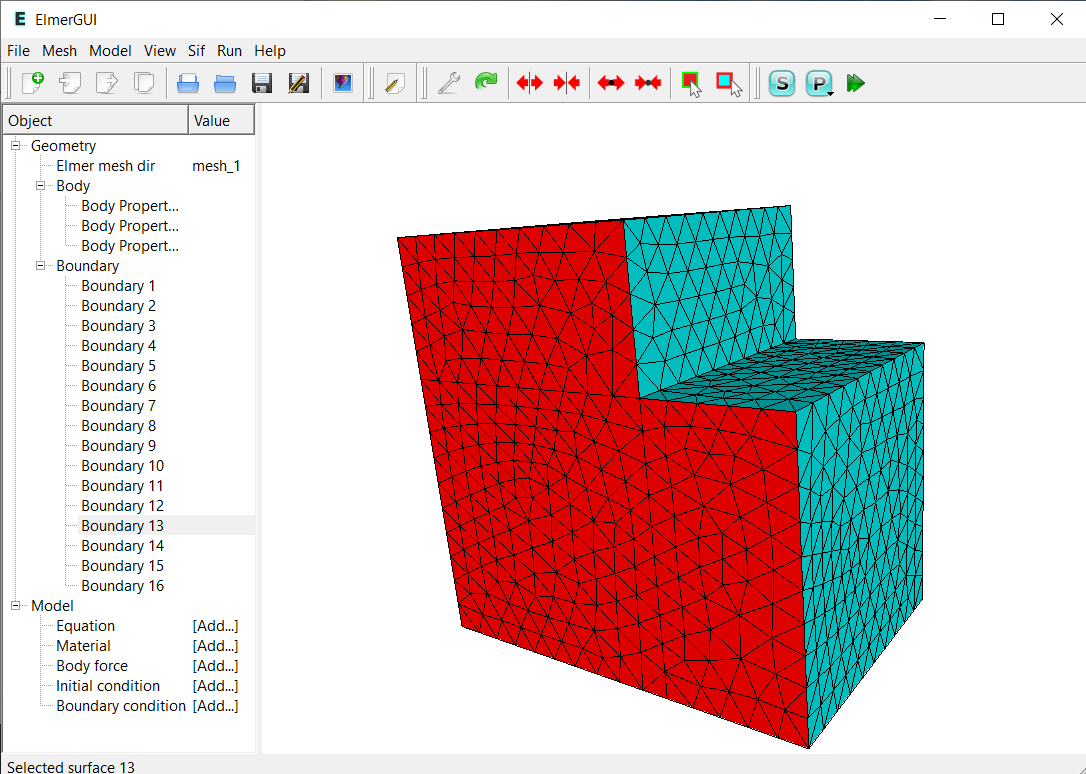 E ElmerGUI
File Mesh Model View Sif Run Help
S P
Object Value
Geometry
Elmer mesh dir mesh_1
Body
Body Propert...
Body Propert...
Body Propert...
Boundary
Boundary 1
Boundary 2
Boundary 3
Boundary 4
Boundary 5
Boundary 6
Boundary 7
Boundary 8
Boundary 9
Boundary 10
Boundary 11
Boundary 12
Boundary 13
Boundary 14
Boundary 15
Boundary 16
Model
Equation [Add...]
Material [Add...]
Body force [Add...]
Initial condition [Add...]
Boundary condition [Add...]
Selected surface 13